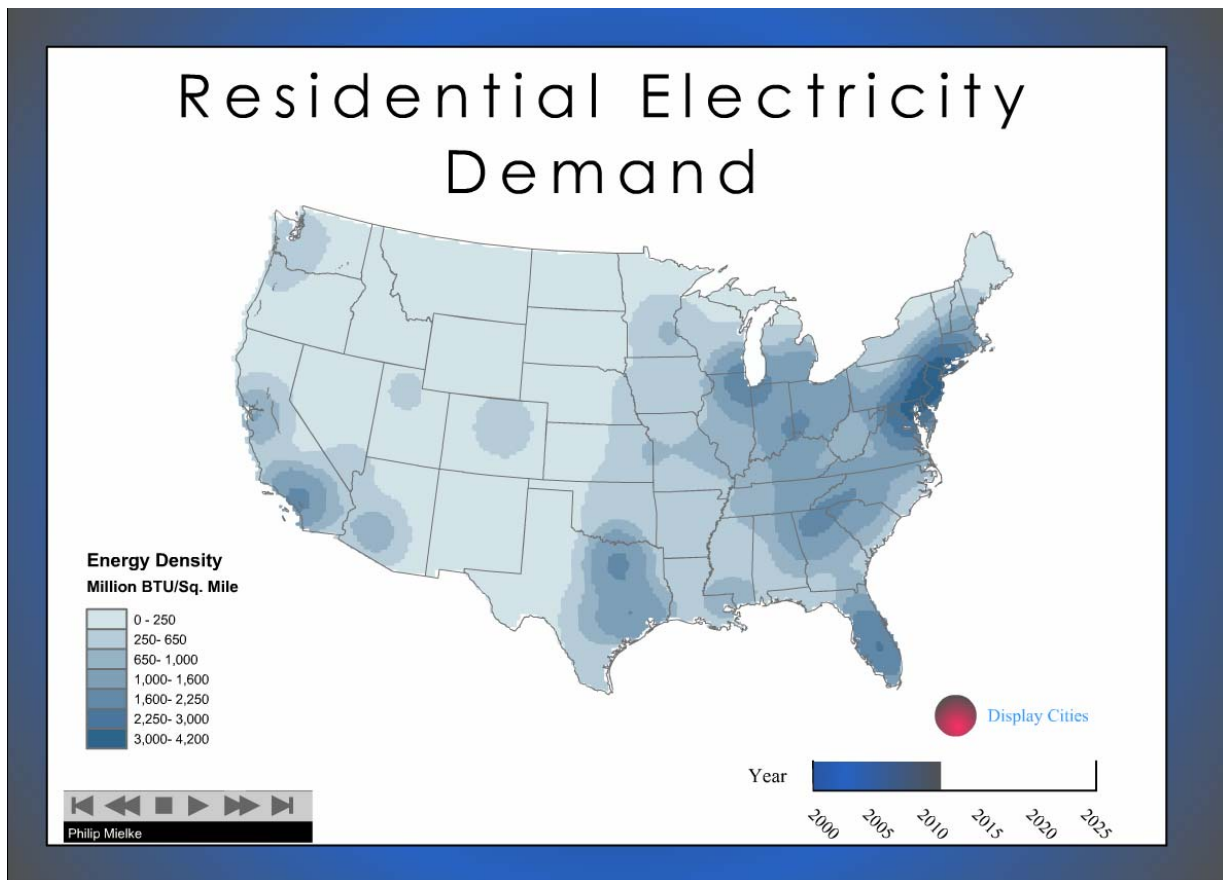 Residential Electricity
Demand
Energy Density
Million BTU/Sq. Mile
0 - 250
250- 650
650- 1,000
1,000- 1,600
1,600- 2,250
2,250- 3,000
3,000- 4,200
Display Cities
Year
2000 2005 2010 2015 2020 2025
Philip Mielke